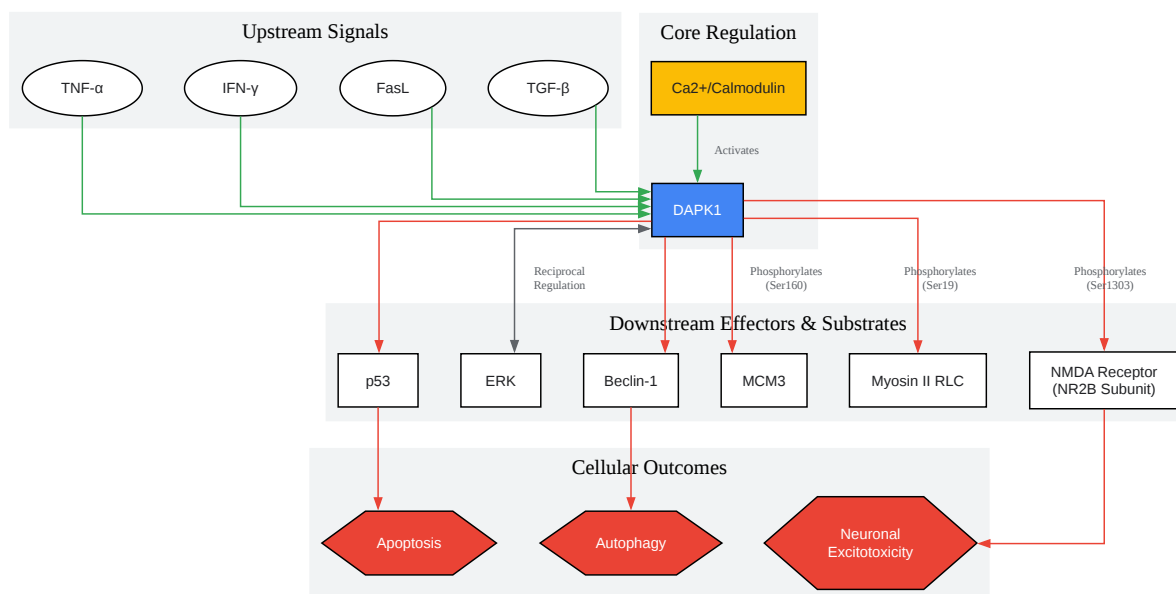 Upstream Signals
Core Regulation
TNF-α
IFN-γ
FasL
TGF-β
Ca2+/Calmodulin
Activates
DAPK1
Reciprocal
Regulation
Phosphorylates
(Ser160)
Phosphorylates
(Ser19)
Phosphorylates
(Ser1303)
Downstream Effectors & Substrates
p53
ERK
Beclin-1
MCM3
Myosin II RLC
NMDA Receptor
(NR2B Subunit)
Cellular Outcomes
Apoptosis
Autophagy
Neuronal
Excitotoxicity